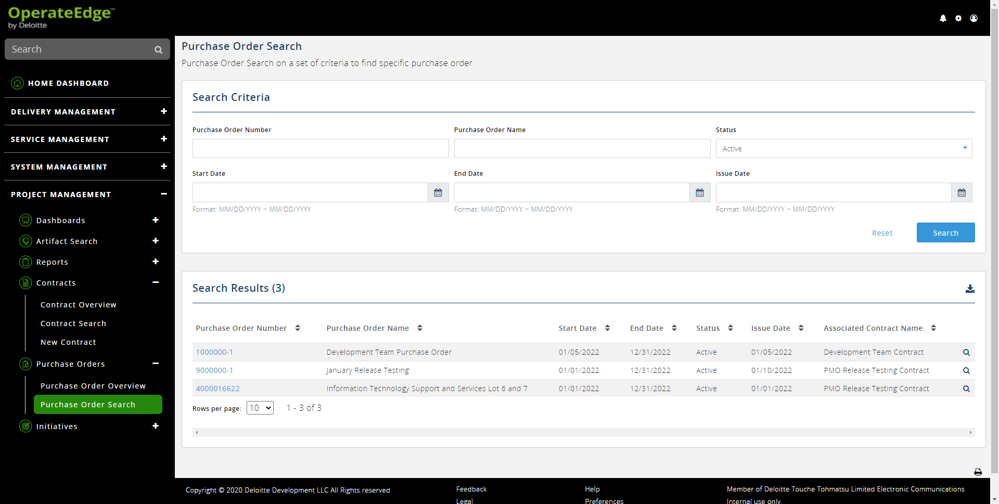 OperateEdge™
by Deloitte
Search
HOME DASHBOARD
DELIVERY MANAGEMENT
SERVICE MANAGEMENT
SYSTEM MANAGEMENT
PROJECT MANAGEMENT
Dashboards
Artifact Search
Reports
Contracts
Contract Overview
Contract Search
New Contract
Purchase Orders
Purchase Order Overview
Purchase Order Search
Initiatives
Purchase Order Search
Purchase Order Search on a set of criteria to find specific purchase order
Search Criteria
Purchase Order Number Purchase Order Name Status
Active
Start Date End Date Issue Date
Format: MM/DD/YYYY ~ MM/DD/YYYY Format: MM/DD/YYYY ~ MM/DD/YYYY Format: MM/DD/YYYY ~ MM/DD/YYYY
Reset Search
Search Results (3)
Purchase Order Number Purchase Order Name Start Date End Date Status Issue Date Associated Contract Name
1000000-1 Development Team Purchase Order 01/05/2022 12/31/2022 Active 01/05/2022 Development Team Contract
9000000-1 January Release Testing 01/01/2022 12/31/2022 Active 01/10/2022 PMO Release Testing Contract
4000016622 Information Technology Support and Services Lot 6 and 7 01/01/2022 12/31/2022 Active 01/01/2022 PMO Release Testing Contract
Rows per page: 10 1 - 3 of 3
Copyright © 2020 Deloitte Development LLC All Rights reserved Feedback Help Member of Deloitte Touche Tohmatsu Limited Electronic Communications
Legal Preferences Internal use only